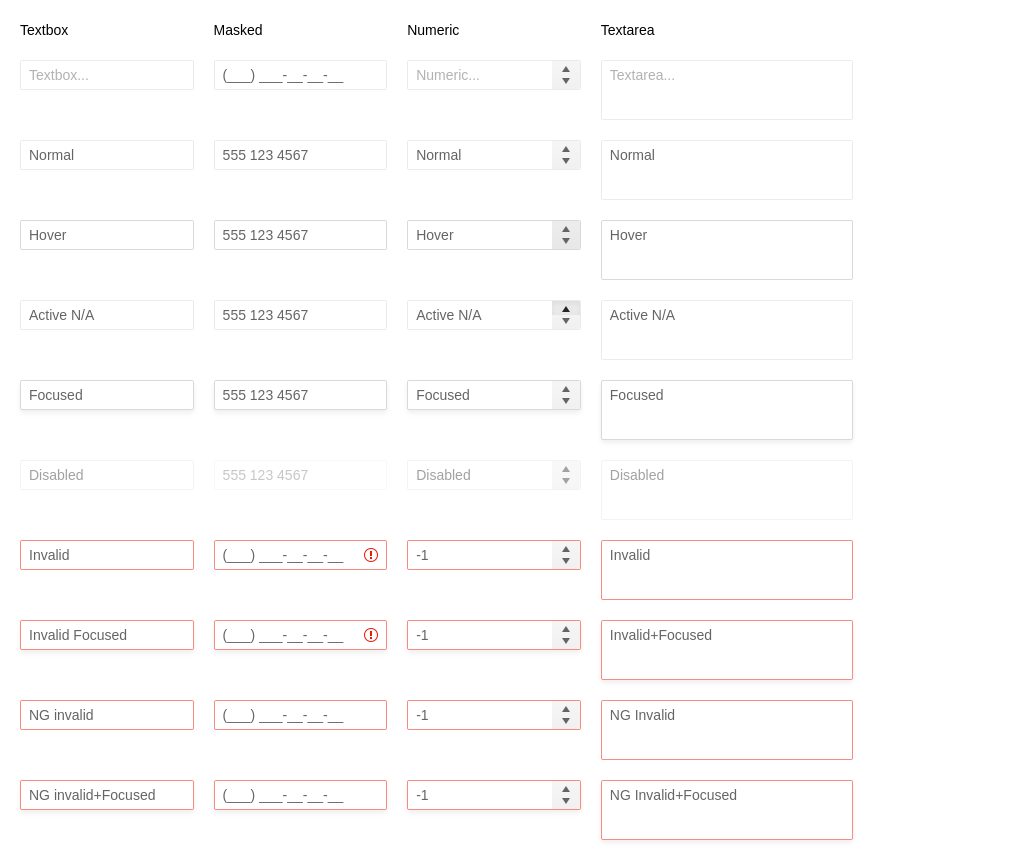 Textbox Masked Numeric Textarea
Textbox... (___) ___-__-__-__ Numeric... Textarea...
Normal 555 123 4567 Normal Normal
Hover 555 123 4567 Hover Hover
Active N/A 555 123 4567 Active N/A Active N/A
Focused 555 123 4567 Focused Focused
Disabled 555 123 4567 Disabled Disabled
Invalid (___) ___-__-__-__ -1 Invalid
Invalid Focused (___) ___-__-__-__ -1 Invalid+Focused
NG invalid (___) ___-__-__-__ -1 NG Invalid
NG invalid+Focused (___) ___-__-__-__ -1 NG Invalid+Focused